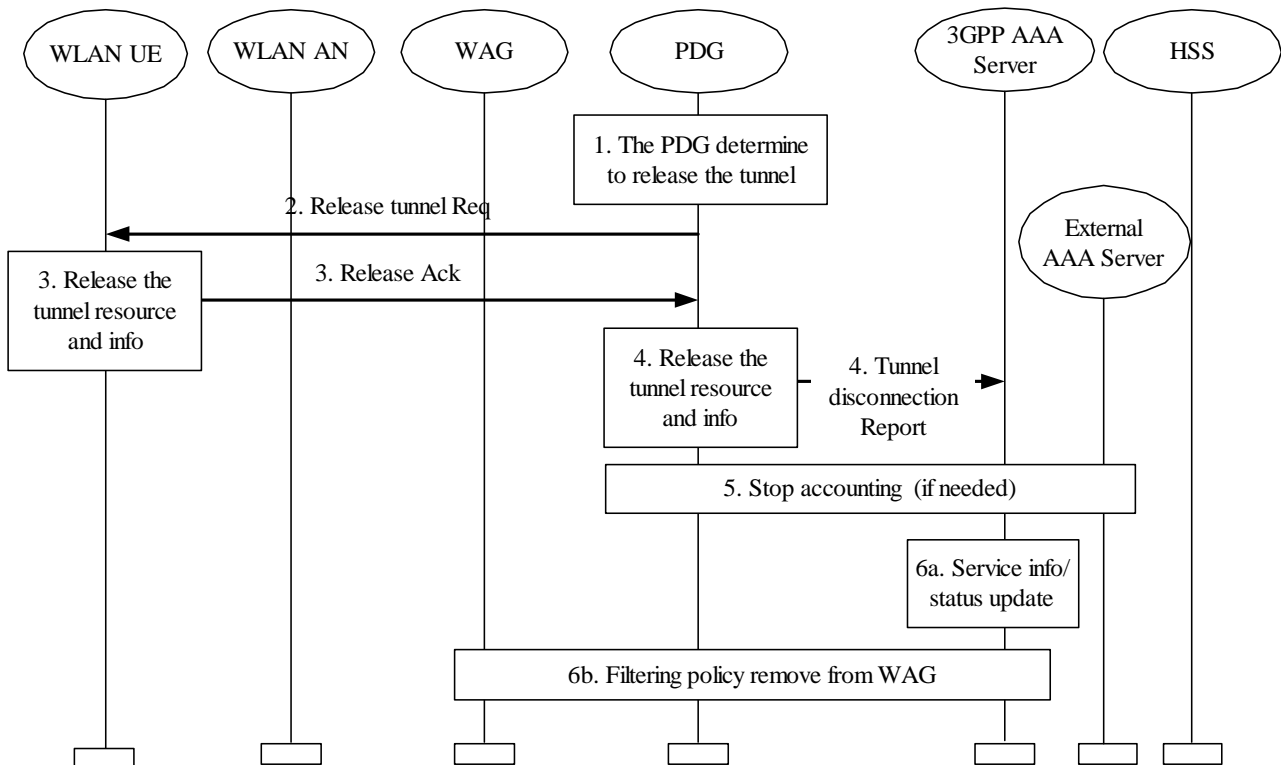 WLAN UE
WLAN AN
WAG
PDG
3GPP AAA
Server
HSS
1. The PDG determine
to release the tunnel
2. Release tunnel Req
External
AAA Server
3. Release the
tunnel resource
and info
3. Release Ack
4. Release the
tunnel resource
and info
4. Tunnel
disconnection
Report
5. Stop accounting (if needed)
6a. Service info/
status update
6b. Filtering policy remove from WAG